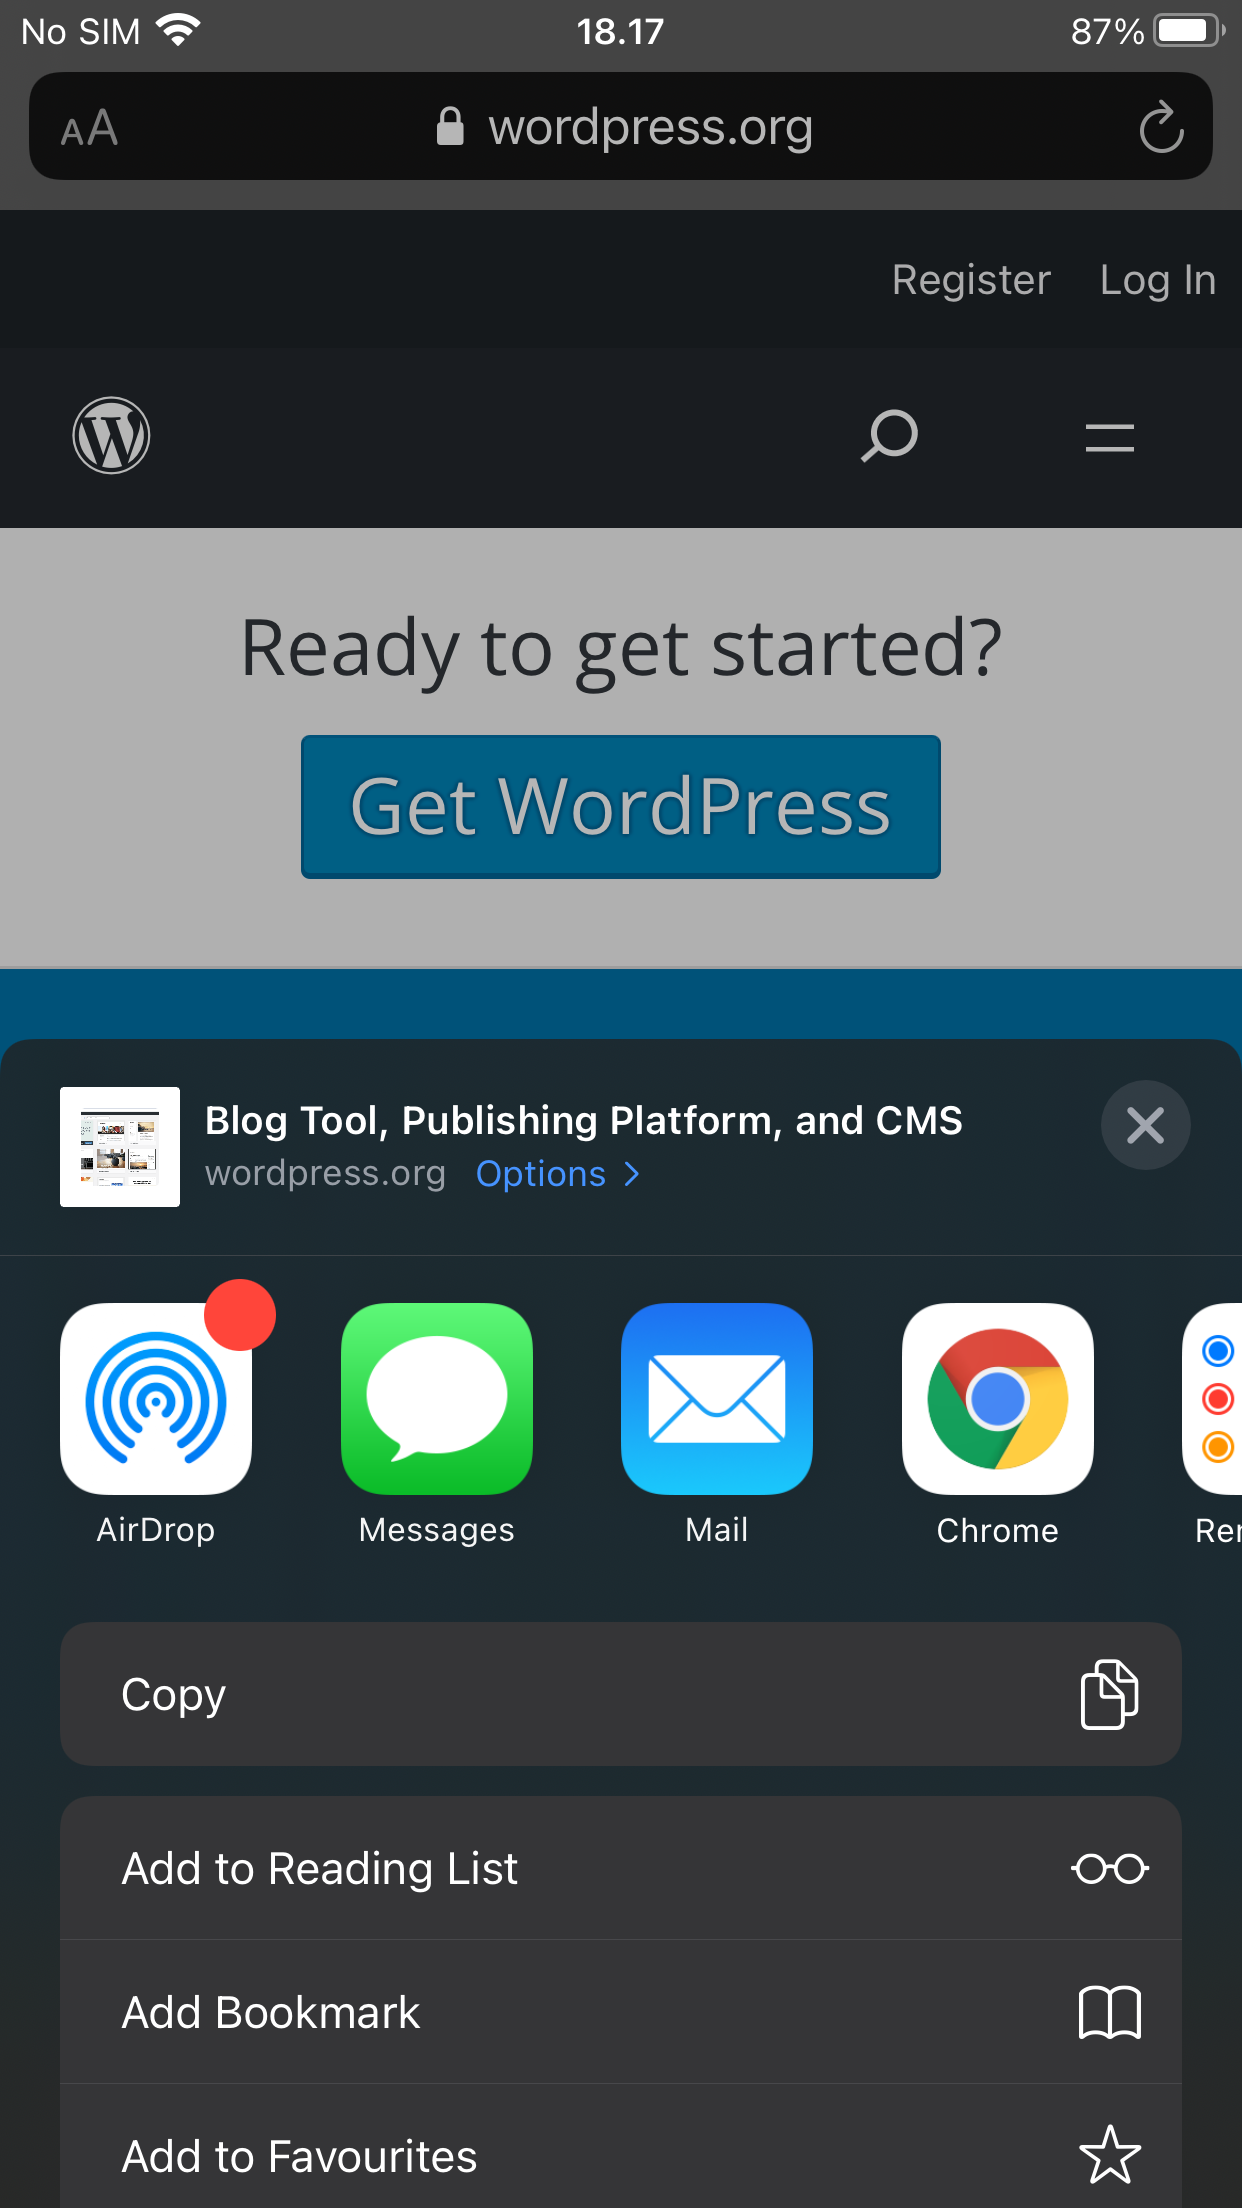 No SIM 18.17 87%
AA wordpress.org
Register Log In
Ready to get started?
Get WordPress
Blog Tool, Publishing Platform, and CMS
wordpress.org Options
AirDrop Messages Mail Chrome Rer
Copy
Add to Reading List
Add Bookmark
Add to Favourites